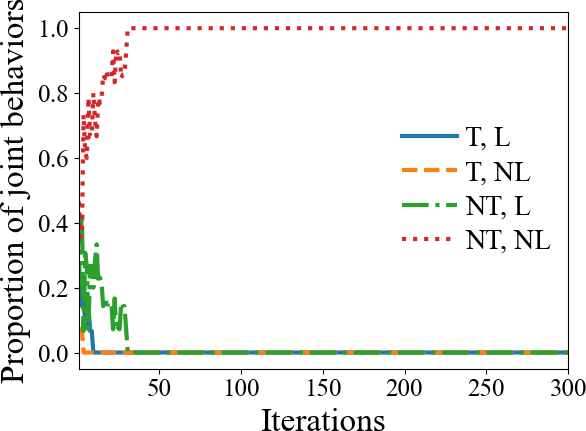 Proportion of joint behaviors
1.0
0.8
0.6
0.4
0.2
0.0
T, L
T, NL
NT, L
NT, NL
50 100 150 200 250 300
Iterations